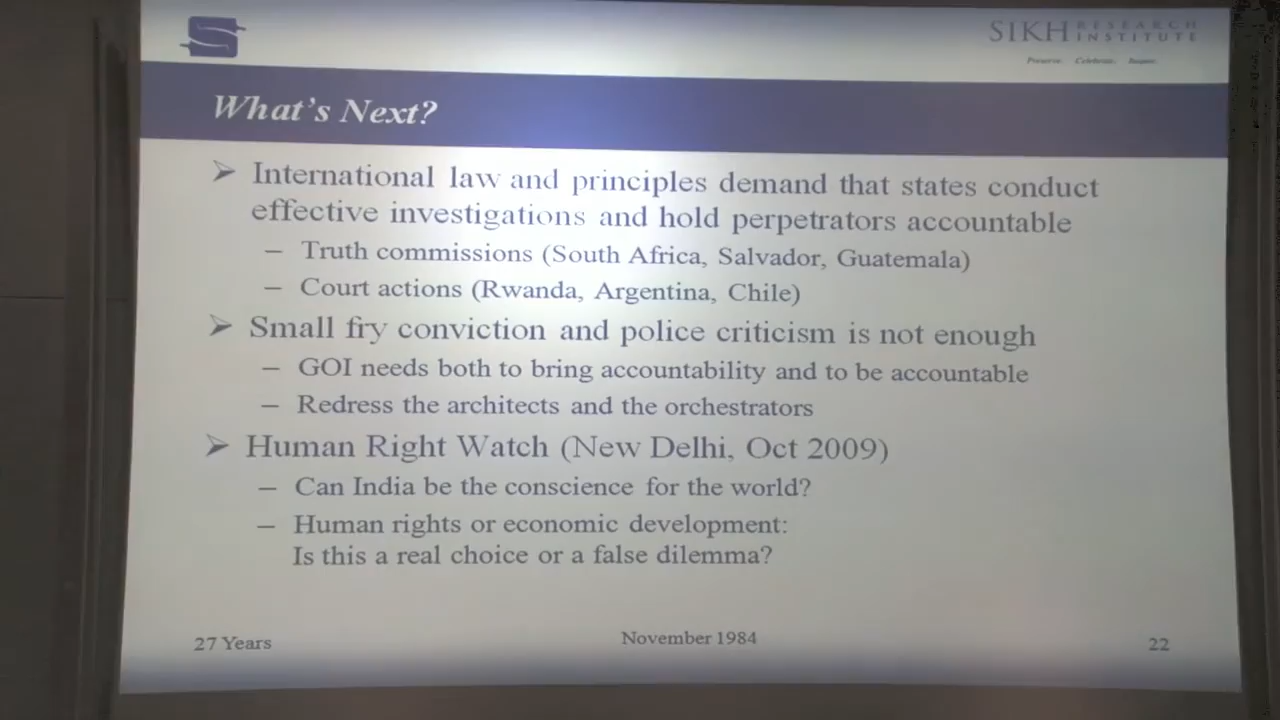 SIKH RESEARCH INSTITUTE
Preserve. Celebrate. Inspire.
What's Next?
➢ International law and principles demand that states conduct
effective investigations and hold perpetrators accountable
– Truth commissions (South Africa, Salvador, Guatemala)
– Court actions (Rwanda, Argentina, Chile)
➢ Small fry conviction and police criticism is not enough
– GOI needs both to bring accountability and to be accountable
– Redress the architects and the orchestrators
➢ Human Right Watch (New Delhi, Oct 2009)
– Can India be the conscience for the world?
– Human rights or economic development:
Is this a real choice or a false dilemma?
27 Years November 1984 22